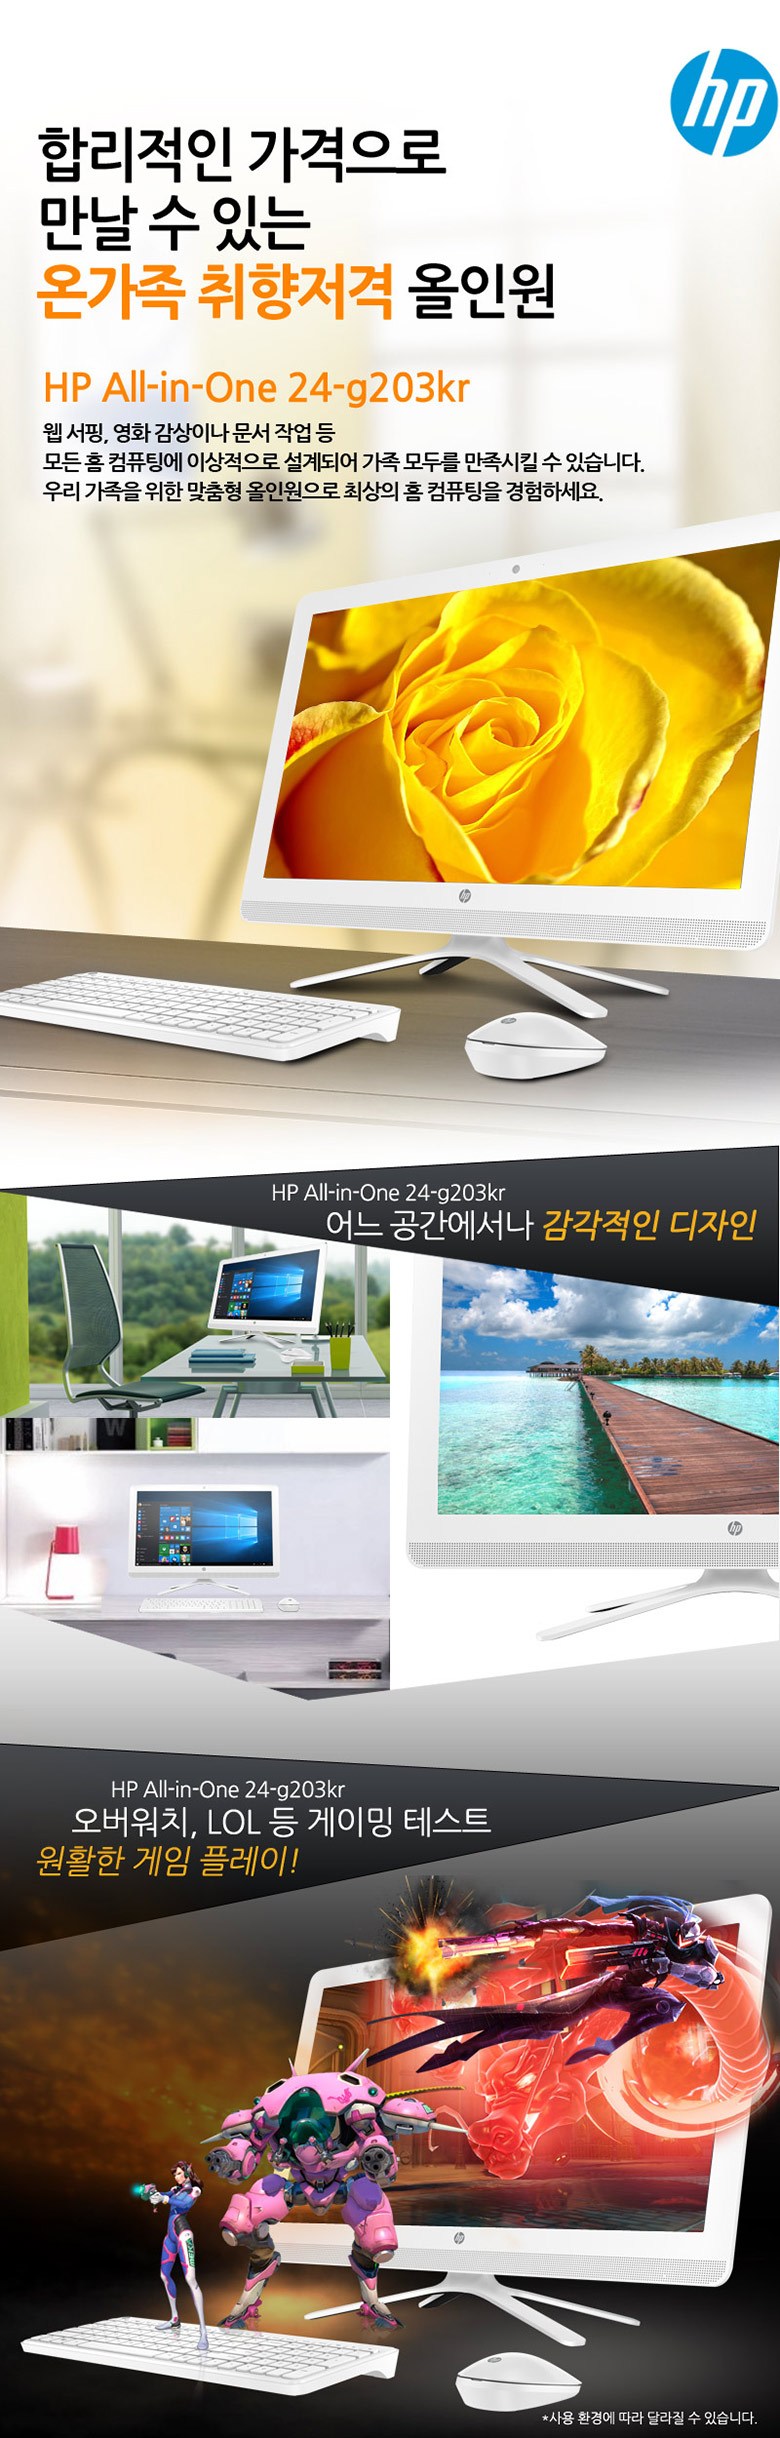 hp
합리적인 가격으로
만날 수 있는
온가족 취향저격 올인원
HP All-in-One 24-g203kr
웹 서핑, 영화 감상이나 문서 작업 등
모든 홈 컴퓨팅에 이상적으로 설계되어 가족 모두를 만족시킬 수 있습니다.
우리 가족을 위한 맞춤형 올인원으로 최상의 홈 컴퓨팅을 경험하세요.
hp
HP All-in-One 24-g203kr
어느 공간에서나 감각적인 디자인
W
hp
HP All-in-One 24-g203kr
오버워치, LOL 등 게이밍 테스트
원활한 게임 플레이!
hp
*사용 환경에 따라 달라질 수 있습니다.